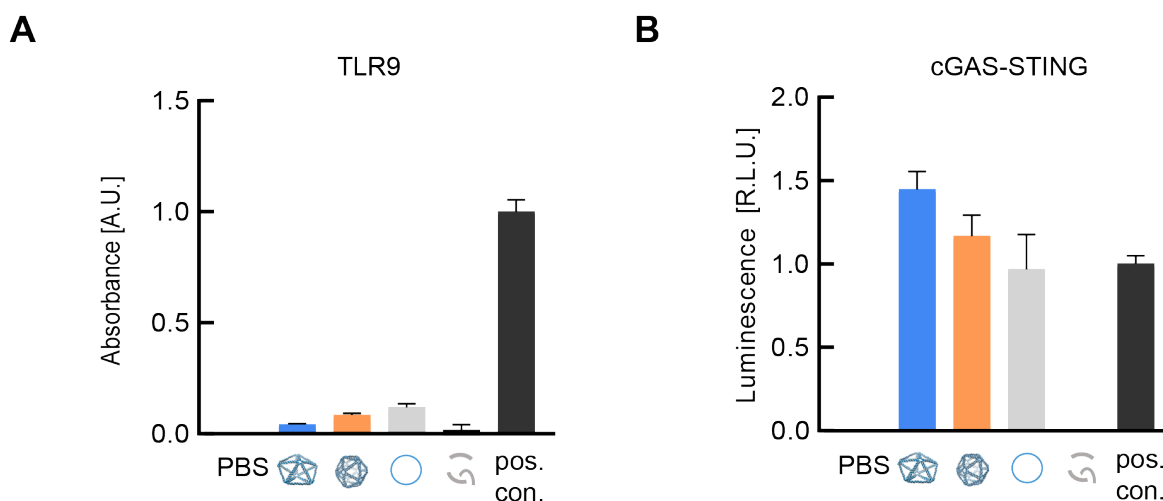 A
TLR9
Absorbance [A.U.]
1.5
1.0
0.5
0.0
PBS
pos.
con.
B
cGAS-STING
Luminescence [R.L.U.]
2.0
1.5
1.0
0.5
0.0
PBS
pos.
con.